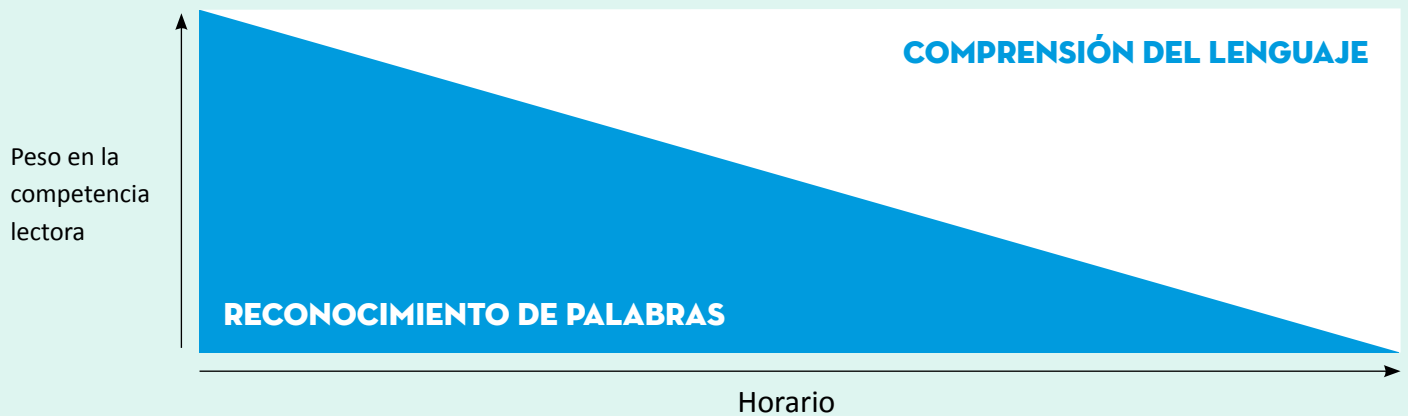 COMPRENSIÓN DEL LENGUAJE
Peso en la
competencia
lectora
RECONOCIMIENTO DE PALABRAS
Horario